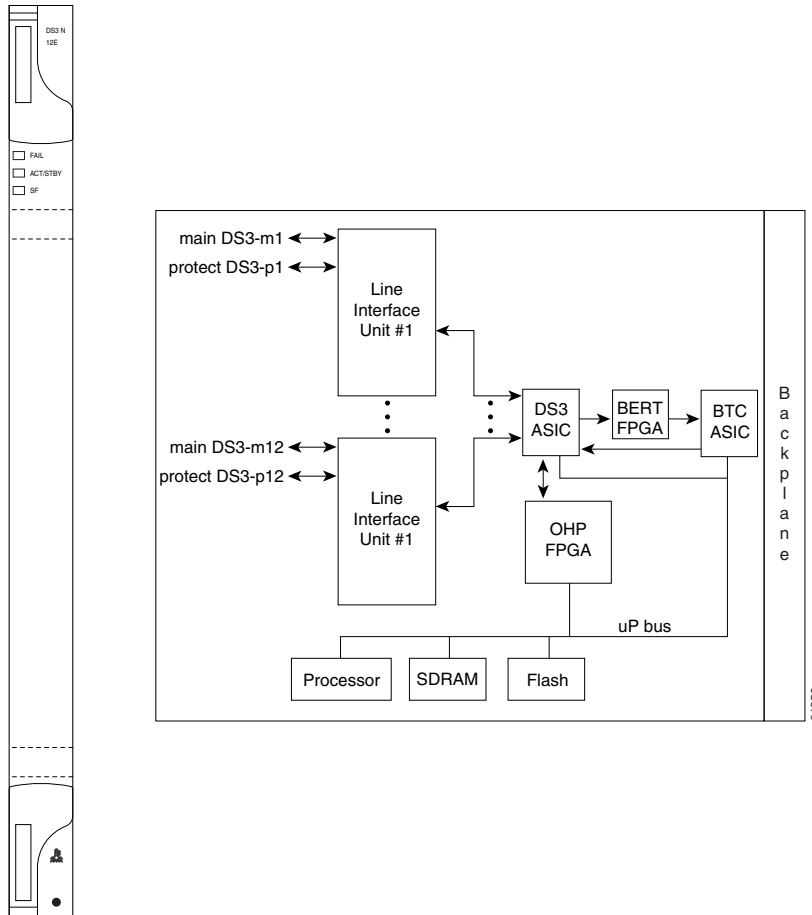 DS3 N
12E
FAIL
ACT/STBY
SF
main DS3-m1
protect DS3-p1
Line
Interface
Unit #1
main DS3-m12
protect DS3-p12
Line
Interface
Unit #1
DS3
ASIC
BERT
FPGA
BTC
ASIC
OHP
FPGA
uP bus
Processor
SDRAM
Flash
Backplane